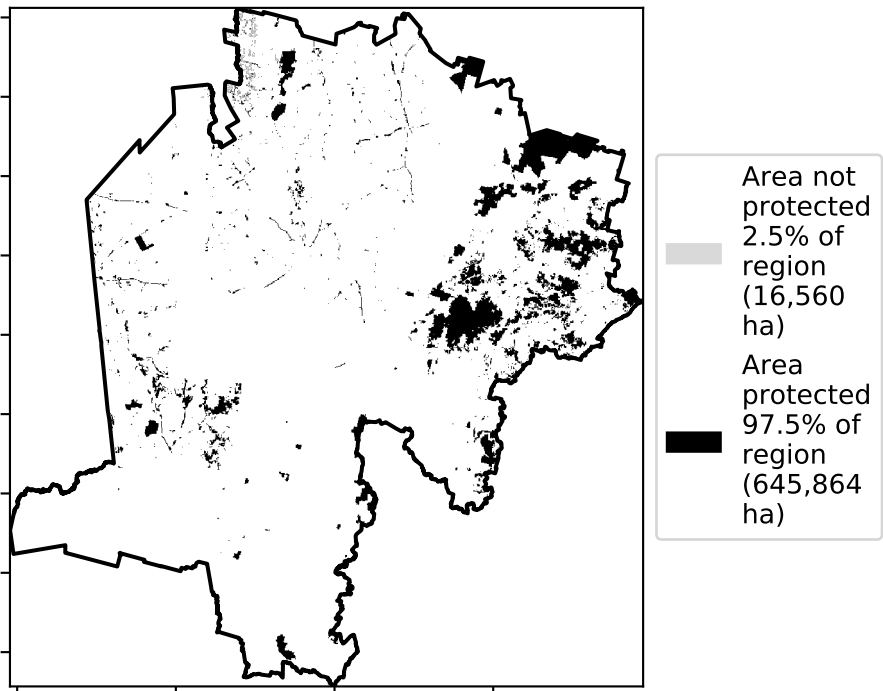 Area not
protected
2.5% of
region
(16,560
ha)
Area
protected
97.5% of
region
(645,864
ha)